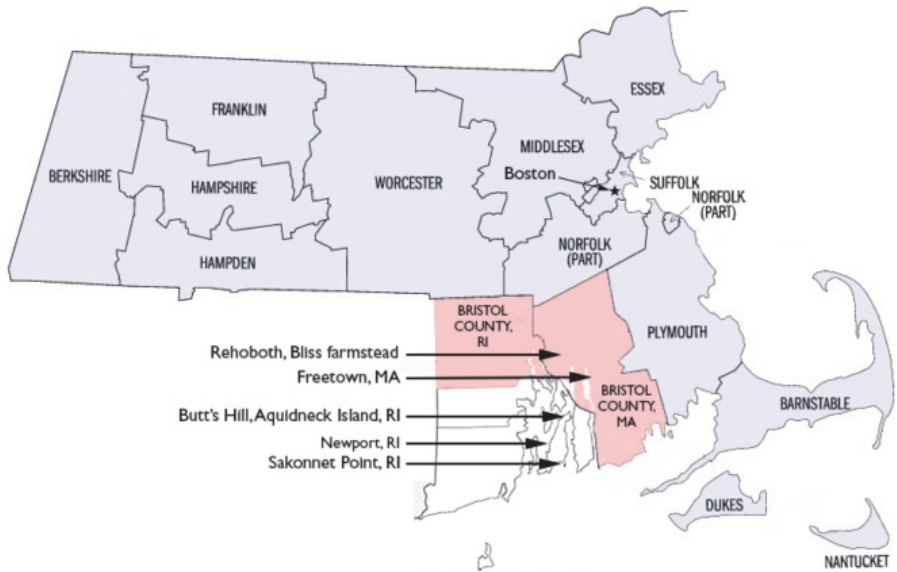 ESSEX
FRANKLIN
MIDDLESEX
BERKSHIRE
HAMPSHIRE
WORCESTER
Boston
SUFFOLK
NORFOLK
(PART)
NORFOLK
(PART)
HAMPDEN
BRISTOL
COUNTY,
RI
PLYMOUTH
Rehoboth, Bliss farmstead
Freetown, MA
BRISTOL
COUNTY,
MA
BARNSTABLE
Butt's Hill, Aquidneck Island, RI
Newport, RI
Sakonnet Point, RI
DUKES
NANTUCKET